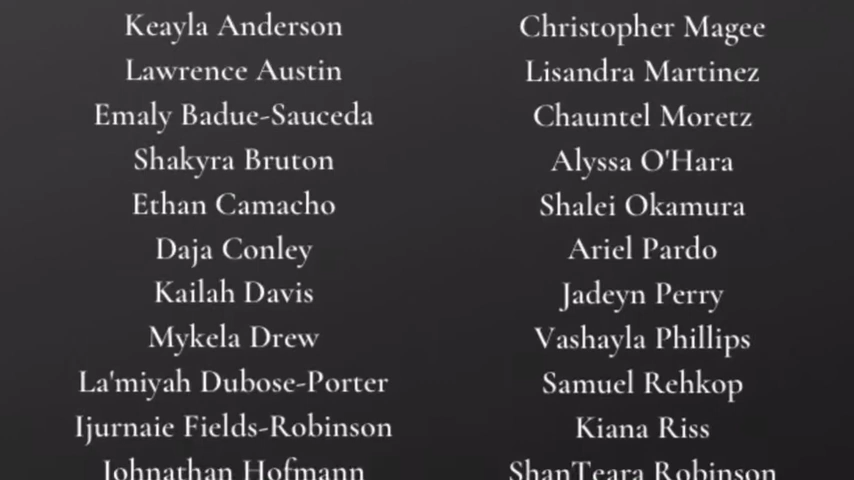 Keayla Anderson
Lawrence Austin
Emaly Badue-Sauceda
Shakyra Bruton
Ethan Camacho
Daja Conley
Kailah Davis
Mykela Drew
La'miyah Dubose-Porter
Ijurnaie Fields-Robinson
Johnathan Hofmann
Christopher Magee
Lisandra Martinez
Chauntel Moretz
Alyssa O'Hara
Shalei Okamura
Ariel Pardo
Jadeyn Perry
Vashayla Phillips
Samuel Rehkop
Kiana Riss
ShanTeara Robinson